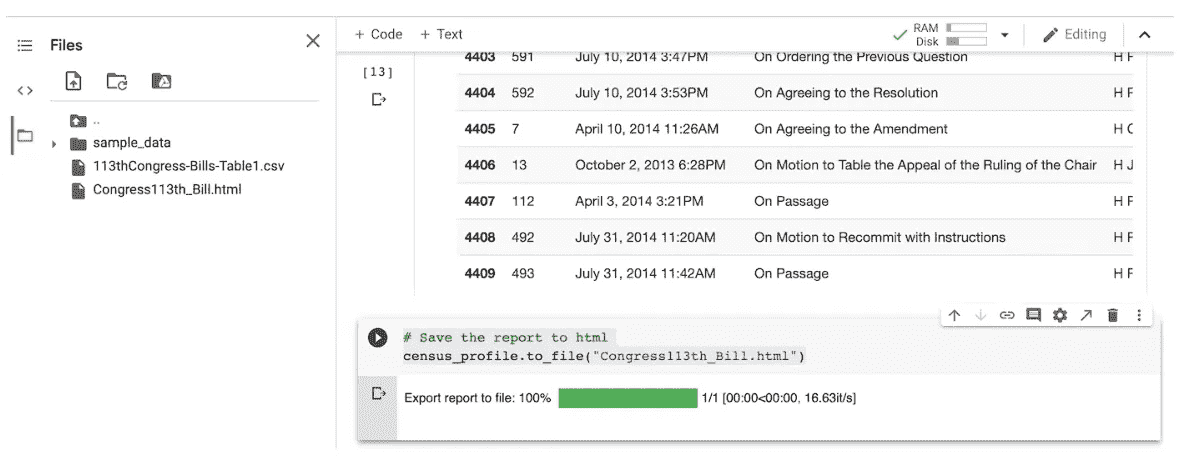 Files
..
sample_data
113thCongress-Bills-Table1.csv
Congress113th_Bill.html
+ Code + Text
RAM
Disk
Editing
[13]
4403 591 July 10, 2014 3:47PM On Ordering the Previous Question H
4404 592 July 10, 2014 3:53PM On Agreeing to the Resolution H
4405 7 April 10, 2014 11:26AM On Agreeing to the Amendment H
4406 13 October 2, 2013 6:28PM On Motion to Table the Appeal of the Ruling of the Chair H J
4407 112 April 3, 2014 3:21PM On Passage H
4408 492 July 31, 2014 11:20AM On Motion to Recommit with Instructions H
4409 493 July 31, 2014 11:42AM On Passage H
# Save the report to html
census_profile.to_file("Congress113th_Bill.html")
Export report to file: 100% 1/1 [00:00<00:00, 16.63it/s]